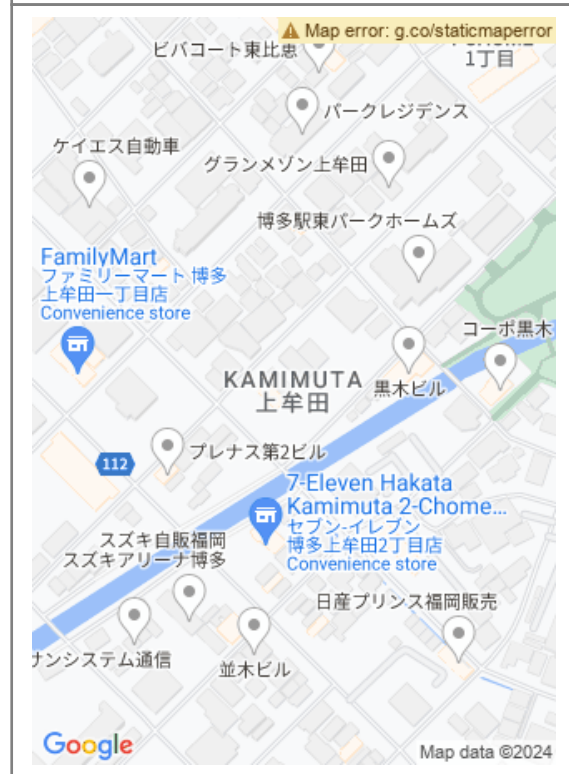 Map error: g.co/staticmaperror
ビバコート東比恵
1丁目
パークレジデンス
ケイエス自動車
グランメゾン上牟田
博多駅東パークホームズ
FamilyMart
ファミリーマート 博多
上牟田一丁目店
Convenience store
コーポ黒木
KAMIMUTA
上牟田
黒木ビル
プレナス第2ビル
112
7-Eleven Hakata
Kamimuta 2-Chome...
セブン-イレブン
博多上牟田2丁目店
Convenience store
スズキ自販福岡
スズキアリーナ博多
日産プリンス福岡販売
サンシステム通信
並木ビル
Google
Map data ©2024